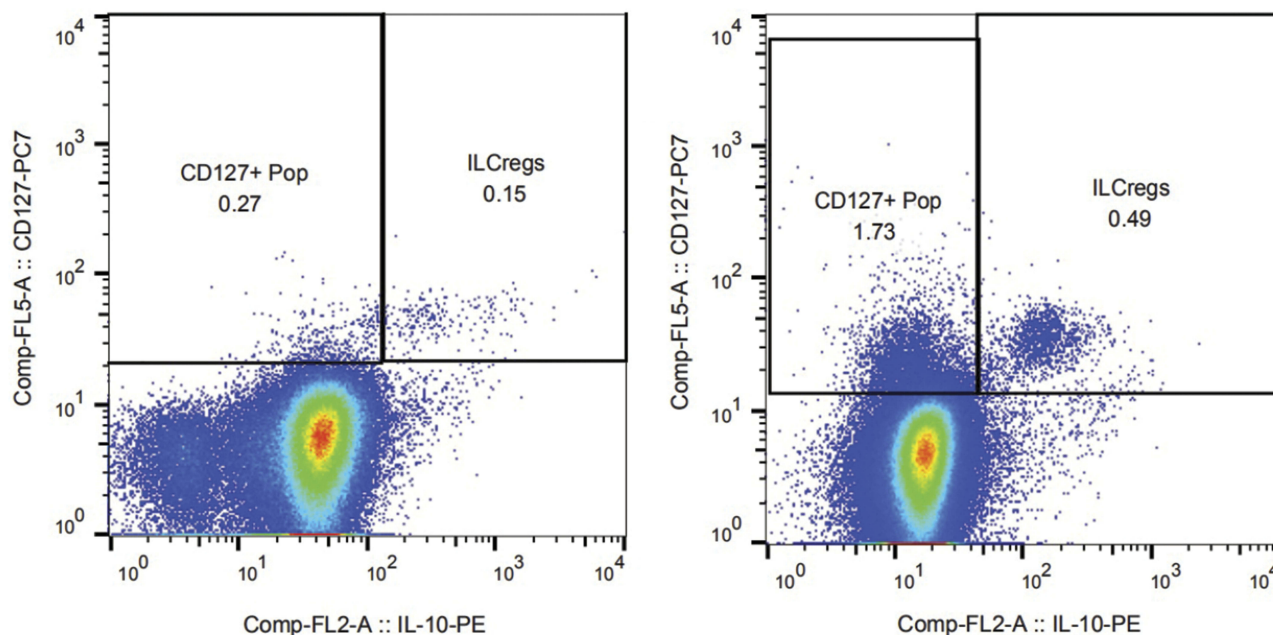 10^4
10^3
10^2
10^1
10^0
Comp-FL5-A :: CD127-PC7
CD127+ Pop
0.27
ILCregs
0.15
10^0 10^1 10^2 10^3 10^4
Comp-FL2-A :: IL-10-PE
10^4
10^3
10^2
10^1
10^0
Comp-FL5-A :: CD127-PC7
CD127+ Pop
1.73
ILCregs
0.49
10^0 10^1 10^2 10^3 10^4
Comp-FL2-A :: IL-10-PE